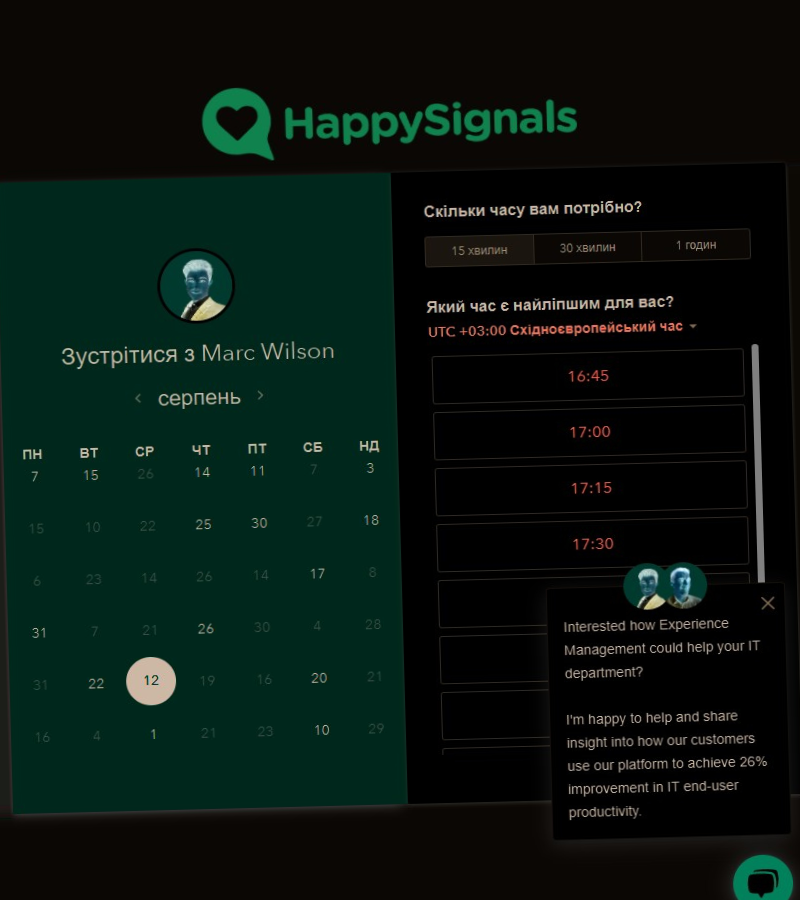 HappySignals
Зустрітися з Marc Wilson
серпень
ПН ВТ СР ЧТ ПТ СБ НД
7 15 26 14 11 7 3
15 10 22 25 30 27 18
6 23 14 26 14 17 8
31 7 21 26 30 4 28
31 22 12 19 16 20 21
16 4 1 21 23 10 29
Скільки часу вам потрібно?
15 хвилин 30 хвилин 1 годин
Який час є найліпшим для вас?
UTC +03:00 Східноєвропейський час
16:45
17:00
17:15
17:30
Interested how Experience
Management could help your IT
department?
I'm happy to help and share
insight into how our customers
use our platform to achieve 26%
improvement in IT end-user
productivity.